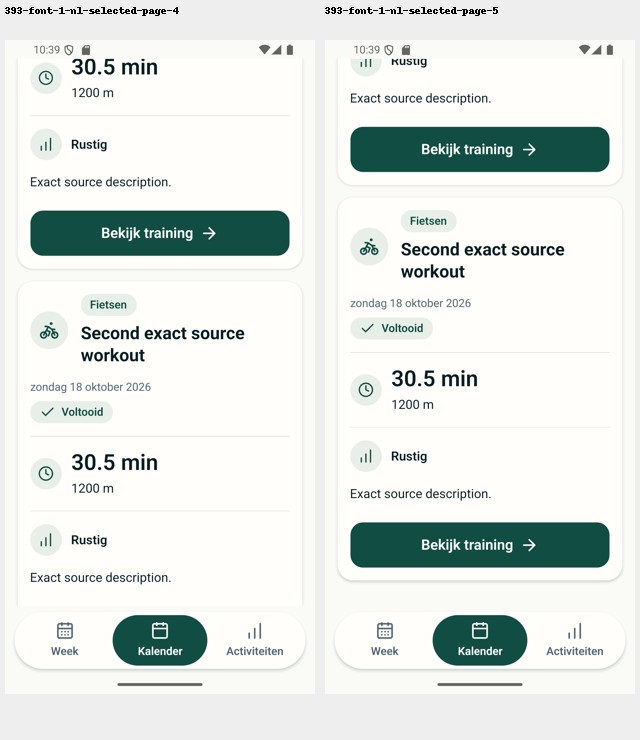 393-font-1-nl-selected-page-4
10:39
30.5 min
1200 m
Rustig
Exact source description.
Bekijk training
Fietsen
Second exact source
workout
zondag 18 oktober 2026
Voltooid
30.5 min
1200 m
Rustig
Exact source description.
Week
Kalender
Activiteiten
393-font-1-nl-selected-page-5
10:39
Rustig
Exact source description.
Bekijk training
Fietsen
Second exact source
workout
zondag 18 oktober 2026
Voltooid
30.5 min
1200 m
Rustig
Exact source description.
Bekijk training
Week
Kalender
Activiteiten